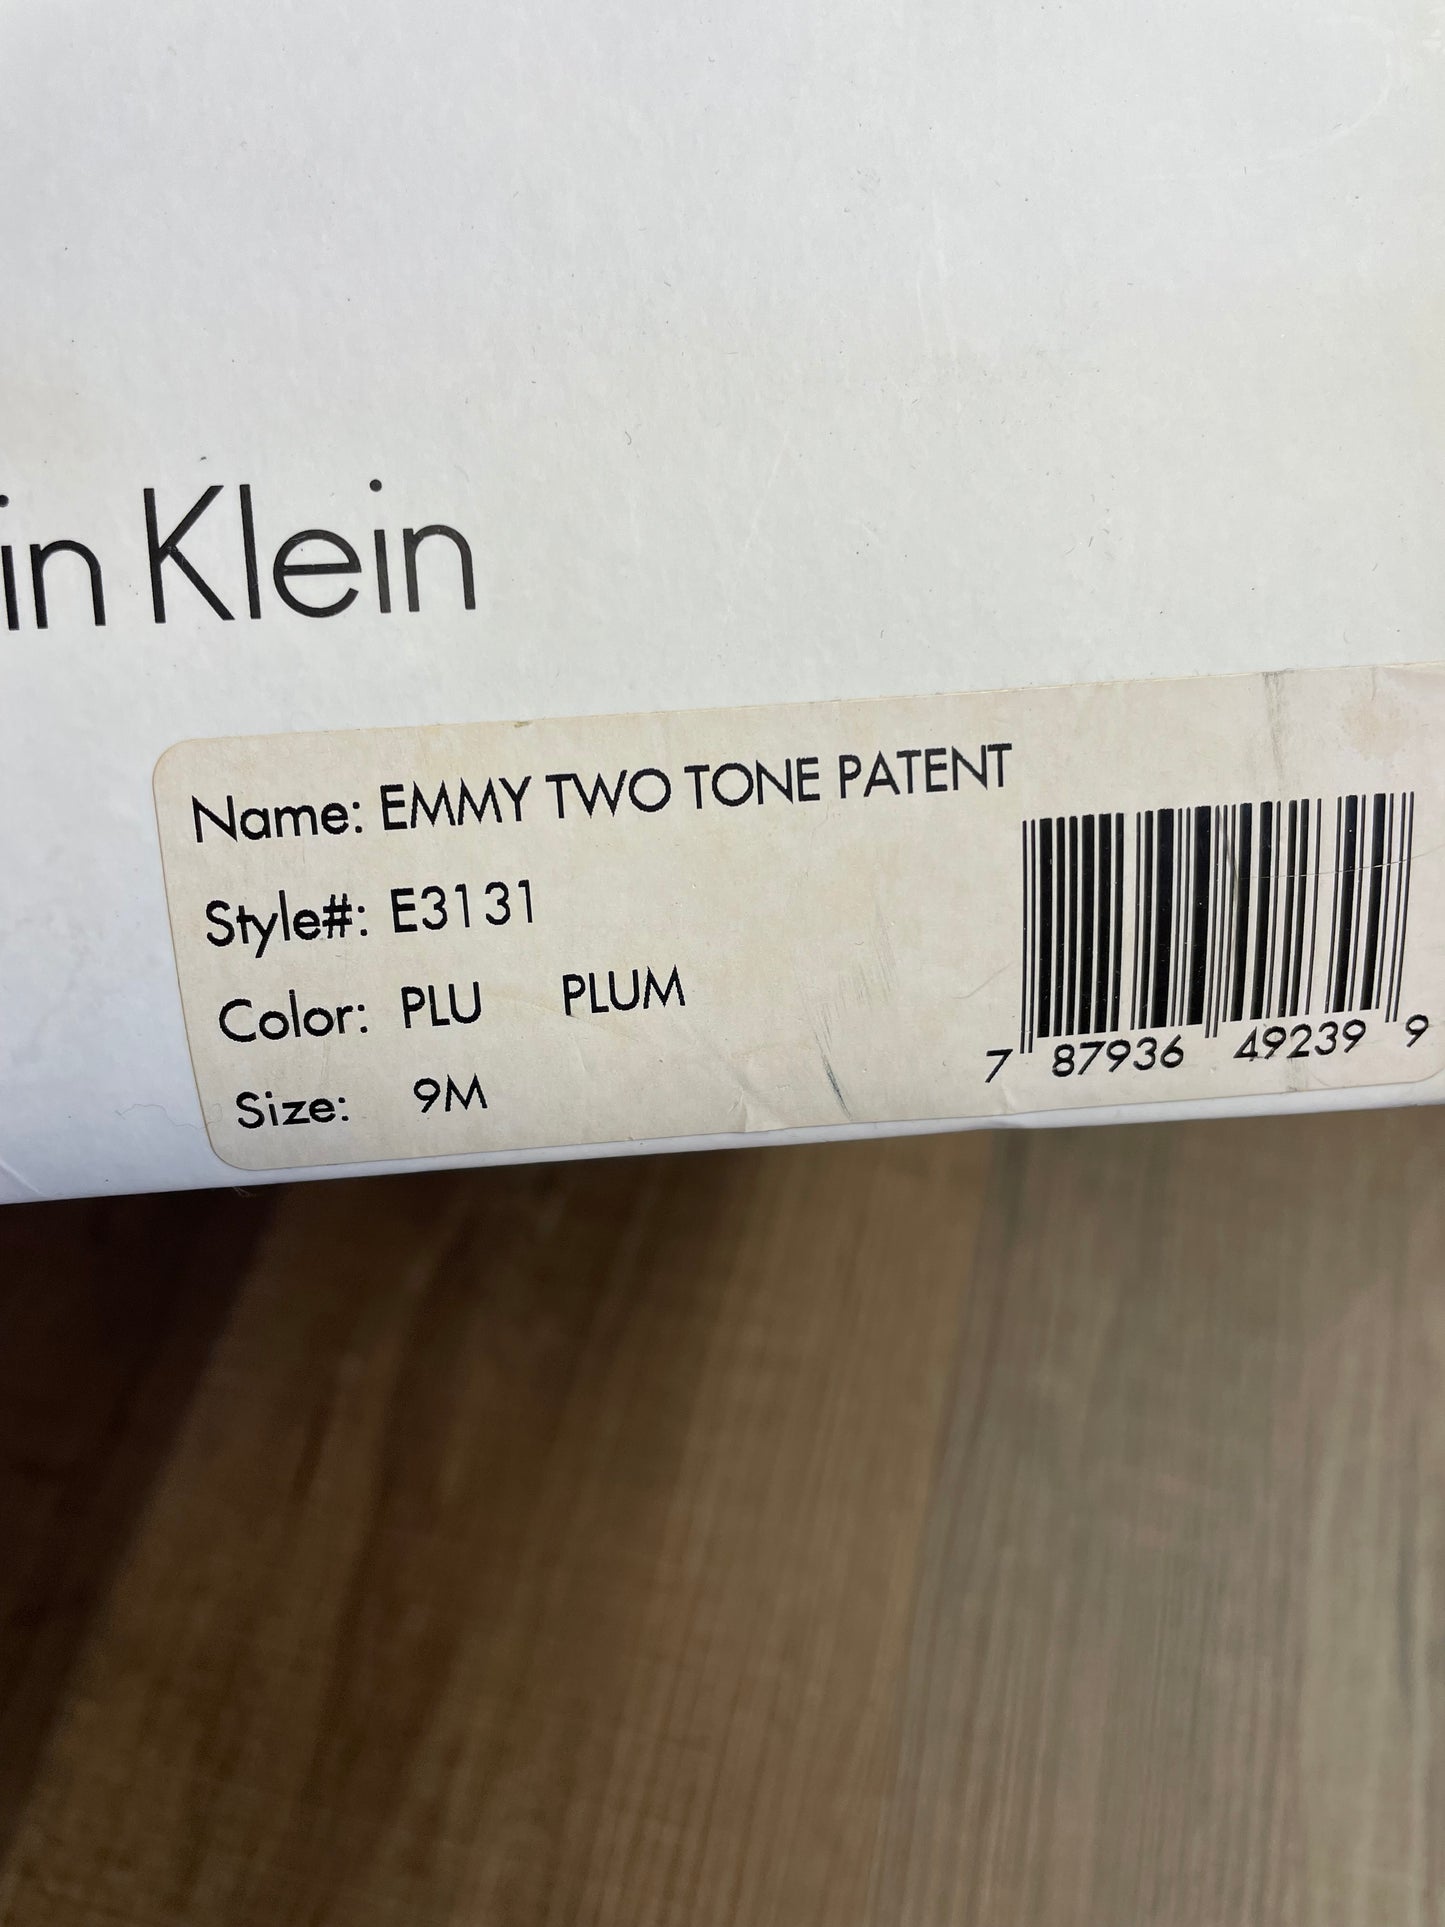 in Klein
Name: EMMY TWO TONE PATENT
Style#: E3131
Color: PLU PLUM
Size: 9M
7 87936 49239 9